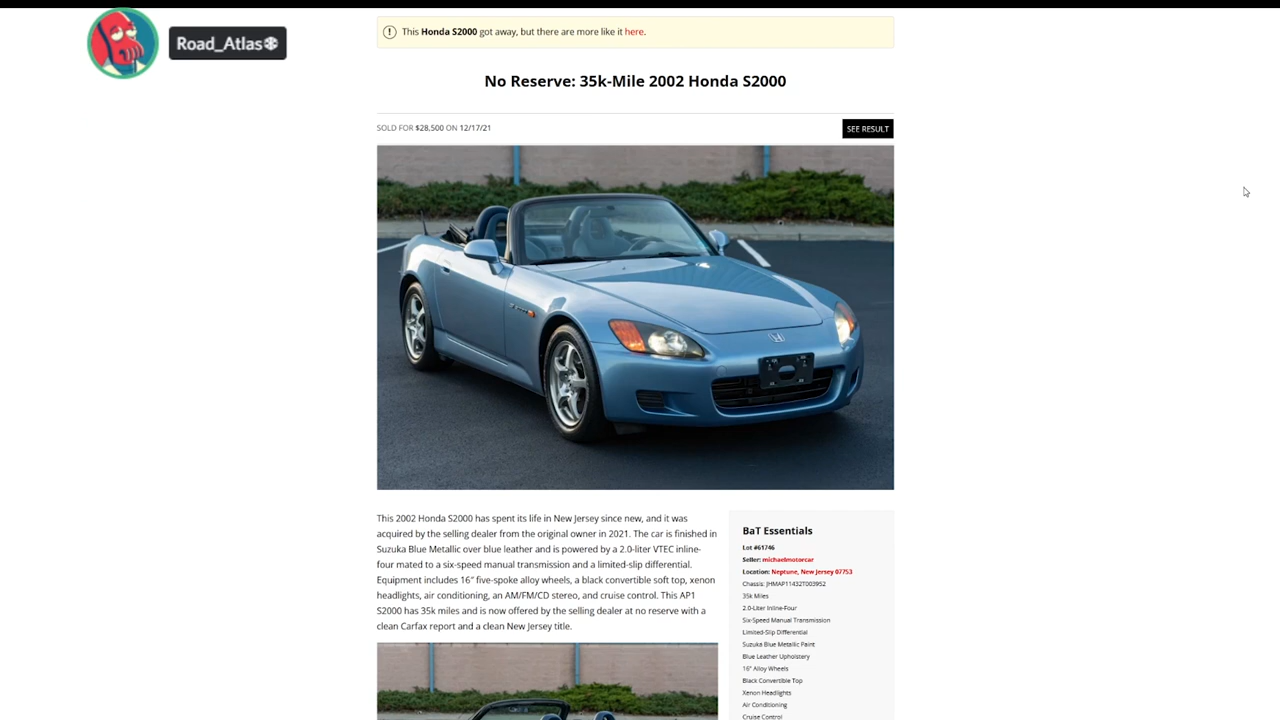 Road_Atlas
This Honda S2000 got away, but there are more like it here.
No Reserve: 35k-Mile 2002 Honda S2000
SOLD FOR $28,500 ON 12/17/21
SEE RESULT
This 2002 Honda S2000 has spent its life in New Jersey since new, and it was
acquired by the selling dealer from the original owner in 2021. The car is finished in
Suzuka Blue Metallic over blue leather and is powered by a 2.0-liter VTEC inline-
four mated to a six-speed manual transmission and a limited-slip differential.
Equipment includes 16″ five-spoke alloy wheels, a black convertible soft top, xenon
headlights, air conditioning, an AM/FM/CD stereo, and cruise control. This AP1
S2000 has 35k miles and is now offered by the selling dealer at no reserve with a
clean Carfax report and a clean New Jersey title.
BaT Essentials
Lot #61746
Seller: michaelmotorcar
Location: Neptune, New Jersey 07753
Chassis: JHMAP11432T003952
35k Miles
2.0-Liter Inline-Four
Six-Speed Manual Transmission
Limited-Slip Differential
Suzuka Blue Metallic Paint
Blue Leather Upholstery
16″ Alloy Wheels
Black Convertible Top
Xenon Headlights
Air Conditioning
Cruise Control